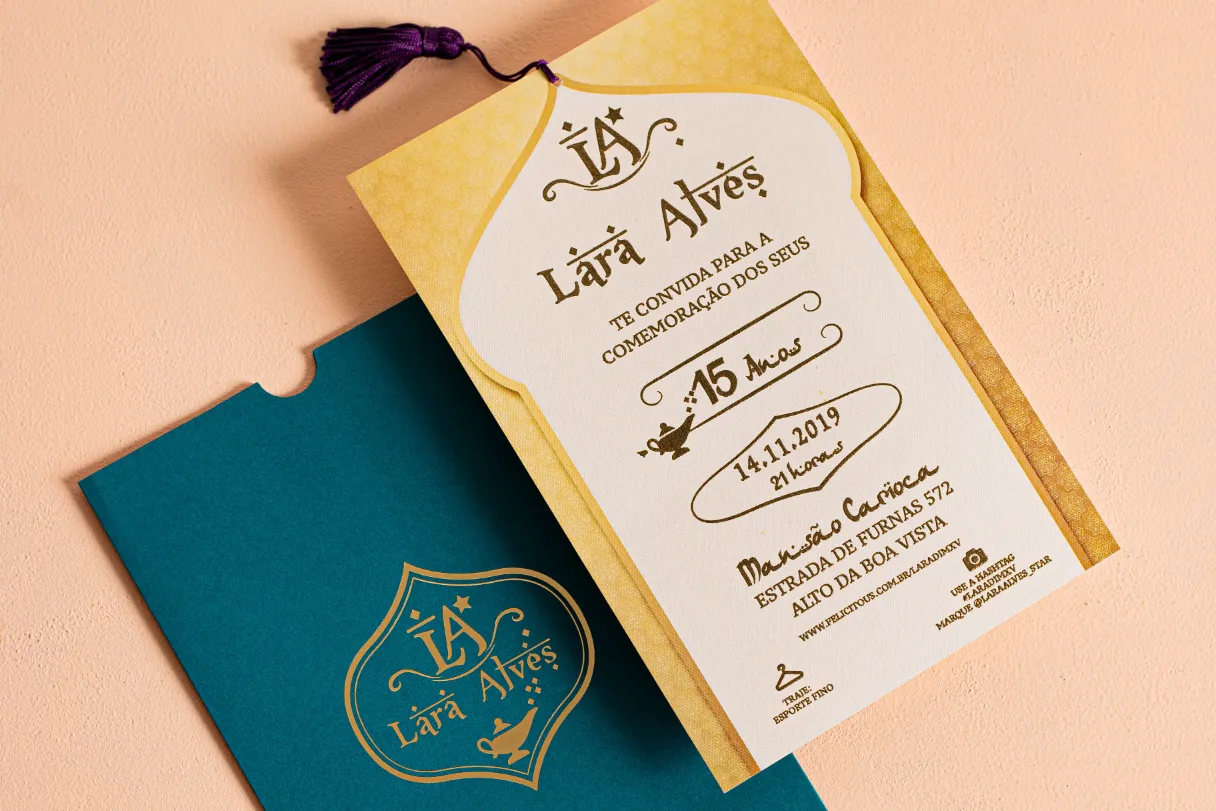 LA
Lara Alves
TE CONVIDA PARA A
COMEMORAÇÃO DOS SEUS
15 Anos
14.11.2019
21 horas
Mansão Carioca
ESTRADA DE FURNAS 572
ALTO DA BOA VISTA
WWW.FELICITOUS.COM.BR/LARADIMXV
USE A HASHTAG
#LARADIMXV
MARQUE @LARAALVES_STAR
TRAJE:
ESPORTE FINO
LA
Lara Alves